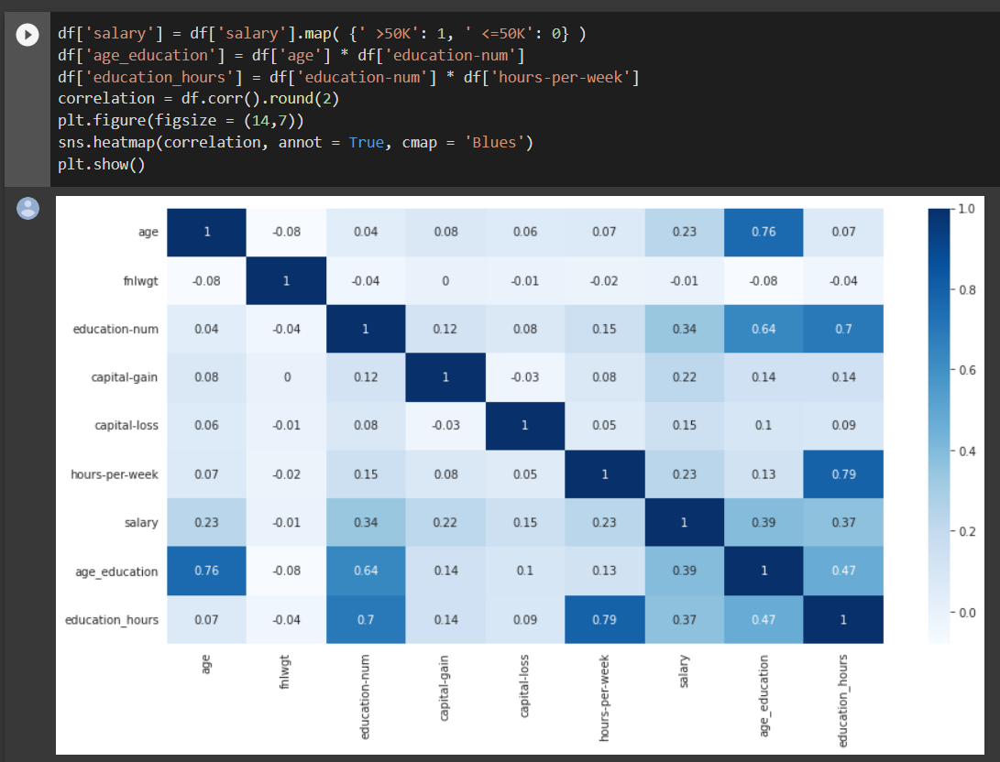 df['salary'] = df['salary'].map( {' >50K': 1, ' <=50K': 0} )
df['age_education'] = df['age'] * df['education-num']
df['education_hours'] = df['education-num'] * df['hours-per-week']
correlation = df.corr().round(2)
plt.figure(figsize = (14,7))
sns.heatmap(correlation, annot = True, cmap = 'Blues')
plt.show()
age 1 -0.08 0.04 0.08 0.06 0.07 0.23 0.76 0.07
fnlwgt -0.08 1 -0.04 0 -0.01 -0.02 -0.01 -0.08 -0.04
education-num 0.04 -0.04 1 0.12 0.08 0.15 0.34 0.64 0.7
capital-gain 0.08 0 0.12 1 -0.03 0.08 0.22 0.14 0.14
capital-loss 0.06 -0.01 0.08 -0.03 1 0.05 0.15 0.1 0.09
hours-per-week 0.07 -0.02 0.15 0.08 0.05 1 0.23 0.13 0.79
salary 0.23 -0.01 0.34 0.22 0.15 0.23 1 0.39 0.37
age_education 0.76 -0.08 0.64 0.14 0.1 0.13 0.39 1 0.47
education_hours 0.07 -0.04 0.7 0.14 0.09 0.79 0.37 0.47 1
age fnlwgt education-num capital-gain capital-loss hours-per-week salary age_education education_hours
1.0
0.8
0.6
0.4
0.2
0.0